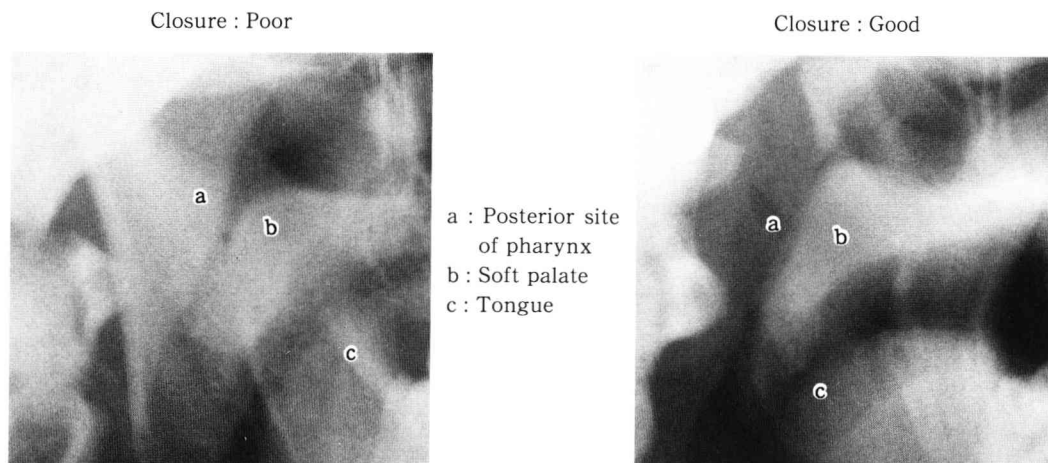 Closure : Poor
Closure : Good
a
b
c
a : Posterior site
of pharynx
b : Soft palate
c : Tongue
a
b
c